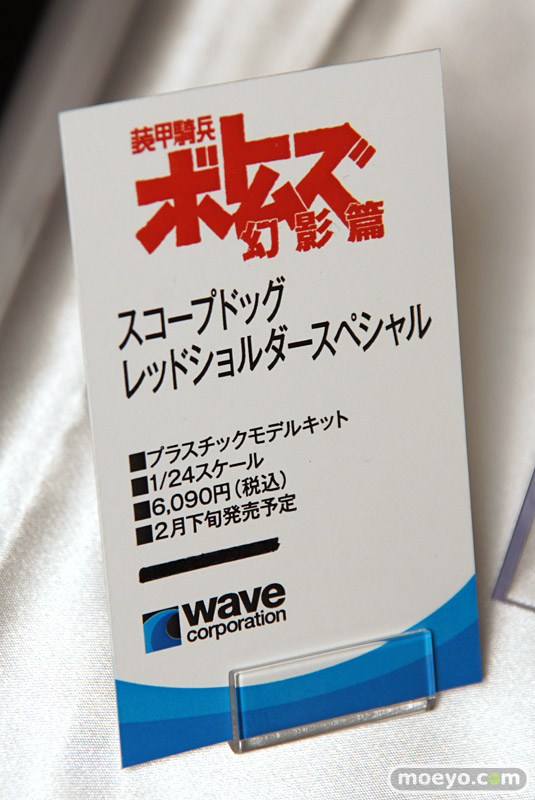 装甲騎兵
ボトムズ
幻影篇
スコープドッグ
レッドショルダースペシャル
■プラスチックモデルキット
■1/24スケール
■6,090円(税込)
■2月下旬発売予定
wave
corporation
moeyo.com